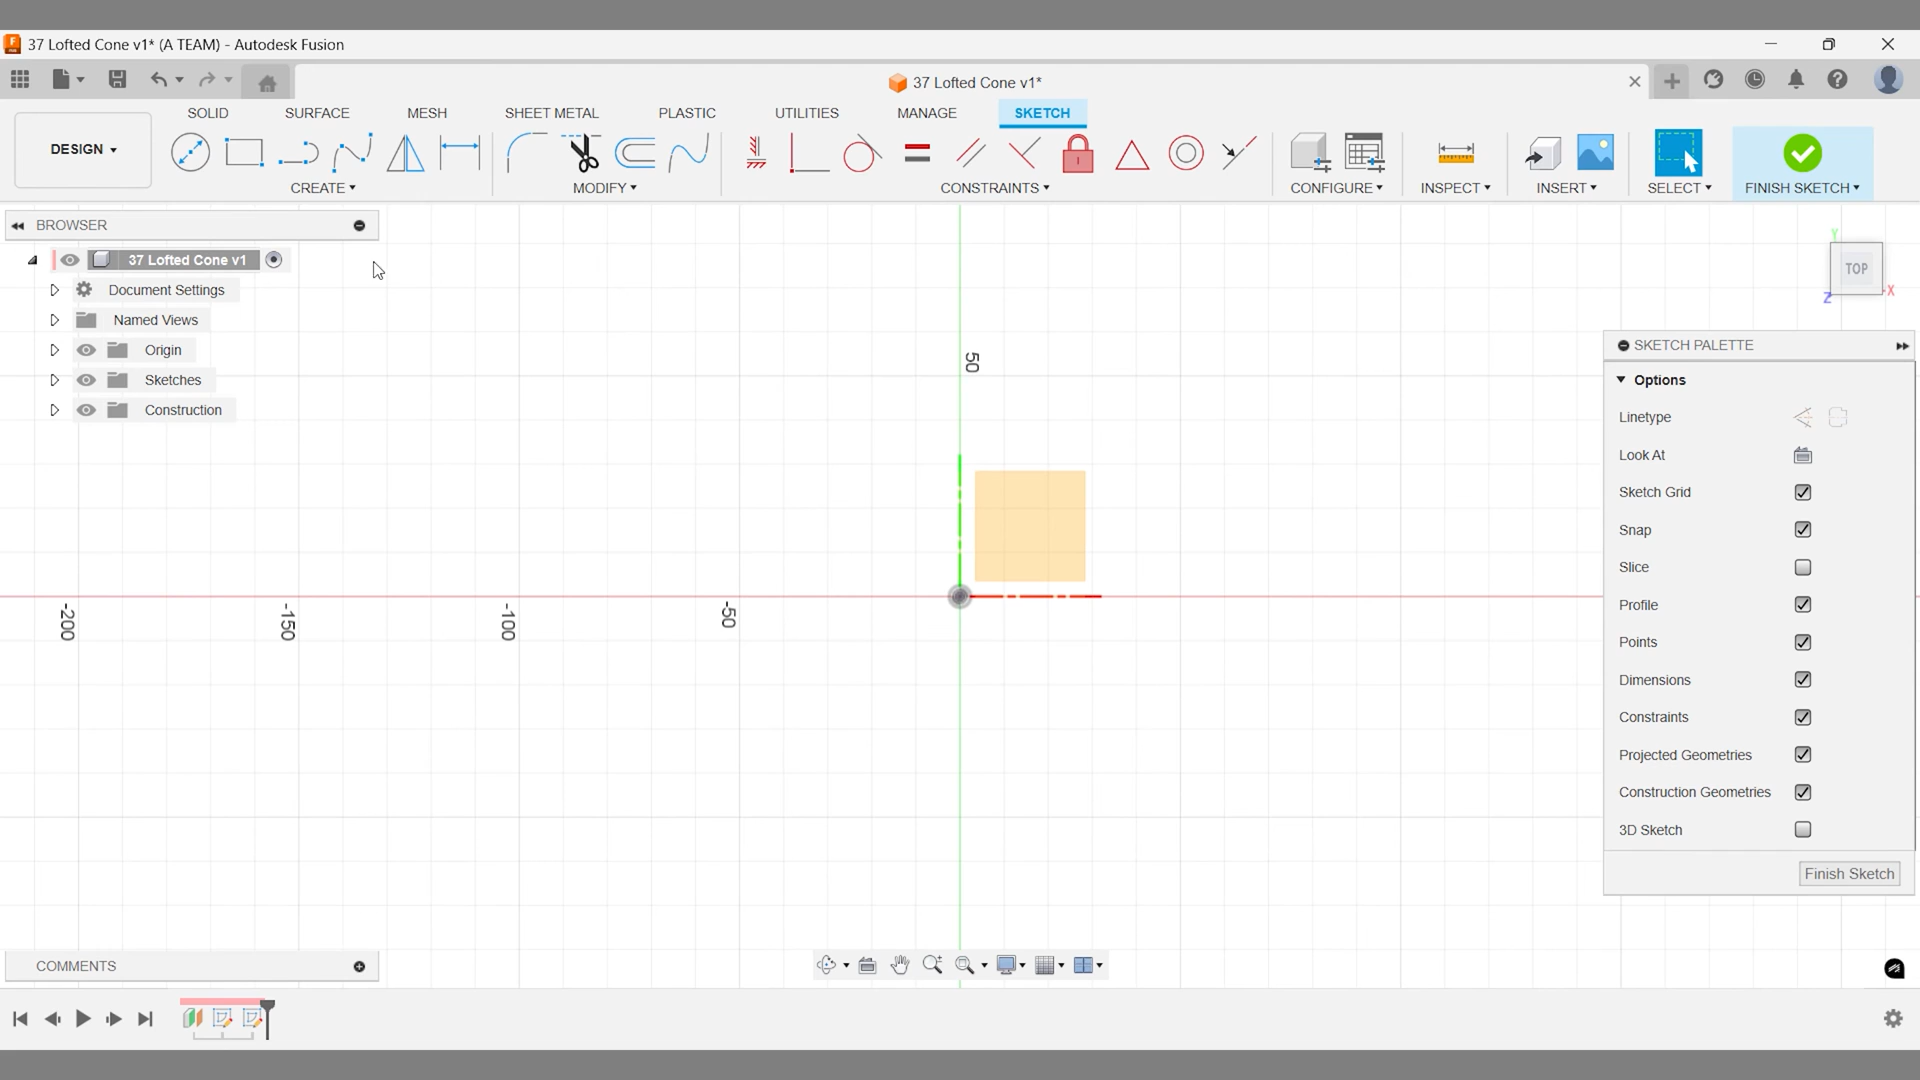 37 Lofted Cone v1* (A TEAM) - Autodesk Fusion
37 Lofted Cone v1*
SOLID SURFACE MESH SHEET METAL PLASTIC UTILITIES MANAGE SKETCH
DESIGN
CREATE MODIFY CONSTRAINTS CONFIGURE INSPECT INSERT SELECT FINISH SKETCH
BROWSER
37 Lofted Cone v1
Document Settings
Named Views
Origin
Sketches
Construction
Y
TOP
X
Z
50
-200
-150
-100
-50
SKETCH PALETTE
Options
Linetype
Look At
Sketch Grid
Snap
Slice
Profile
Points
Dimensions
Constraints
Projected Geometries
Construction Geometries
3D Sketch
Finish Sketch
COMMENTS